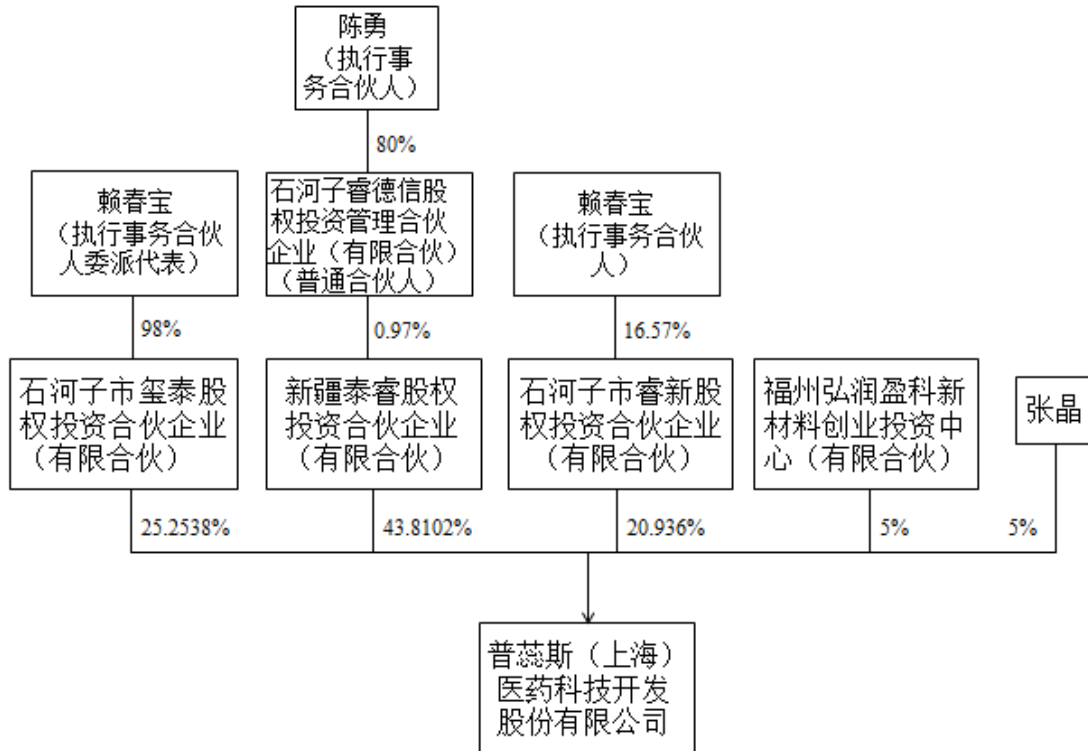 陈勇
（执行事
务合伙人）
80%
赖春宝
（执行事务合伙
人委派代表）
石河子睿德信股
权投资管理合伙
企业（有限合伙）
（普通合伙人）
赖春宝
（执行事务合伙
人）
98%
0.97%
16.57%
石河子市玺泰股
权投资合伙企业
（有限合伙）
新疆泰睿股权
投资合伙企业
（有限合伙）
石河子市睿新股
权投资合伙企业
（有限合伙）
福州弘润盈科新
材料创业投资中
心（有限合伙）
张晶
25.2538%
43.8102%
20.936%
5%
5%
普蕊斯（上海）
医药科技开发
股份有限公司